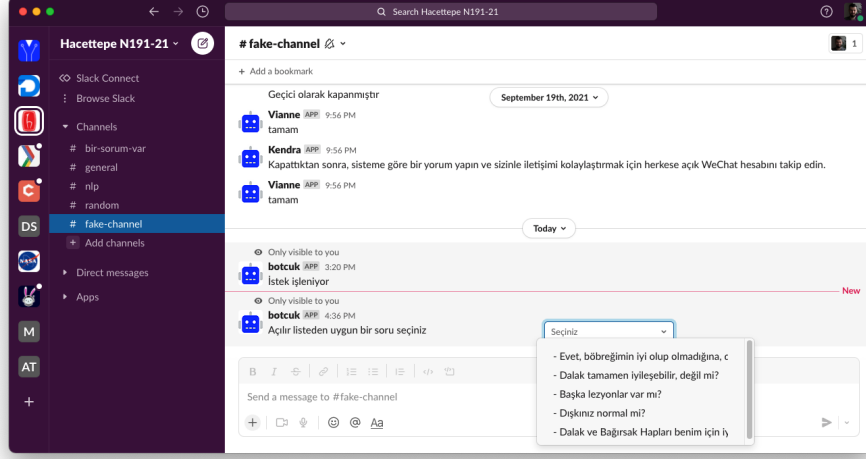 Search Hacettepe N191-21
Hacettepe N191-21
Slack Connect
Browse Slack
Channels
# bir-sorum-var
# general
# nlp
# random
# fake-channel
+ Add channels
Direct messages
Apps
DS
NASA
M
AT
+
# fake-channel
1
+ Add a bookmark
September 19th, 2021
Geçici olarak kapanmıştır
Vianne APP 9:56 PM
tamam
Kendra APP 9:56 PM
Kapattıktan sonra, sisteme göre bir yorum yapın ve sizinle iletişimi kolaylaştırmak için herkese açık WeChat hesabını takip edin.
Vianne APP 9:56 PM
tamam
Today
Only visible to you
botcuk APP 3:20 PM
İstek işleniyor
New
Only visible to you
botcuk APP 4:36 PM
Açılır listeden uygun bir soru seçiniz
Seçiniz
- Evet, böbreğimin iyi olup olmadığına, c
- Dalak tamamen iyileşebilir, değil mi?
- Başka lezyonlar var mı?
- Dışkınız normal mi?
- Dalak ve Bağırsak Hapları benim için iy
Send a message to #fake-channel
Aa